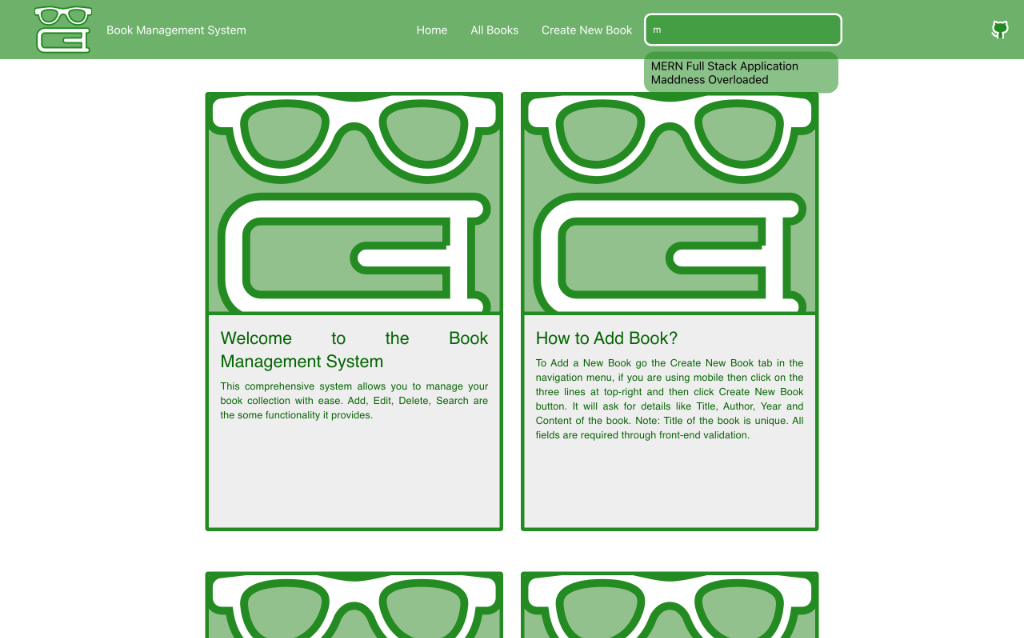 Book Management System
Home
All Books
Create New Book
m
MERN Full Stack Application
Maddness Overloaded
Welcome to the Book
Management System
This comprehensive system allows you to manage your
book collection with ease. Add, Edit, Delete, Search are
the some functionality it provides.
How to Add Book?
To Add a New Book go the Create New Book tab in the
navigation menu, if you are using mobile then click on the
three lines at top-right and then click Create New Book
button. It will ask for details like Title, Author, Year and
Content of the book. Note: Title of the book is unique. All
fields are required through front-end validation.